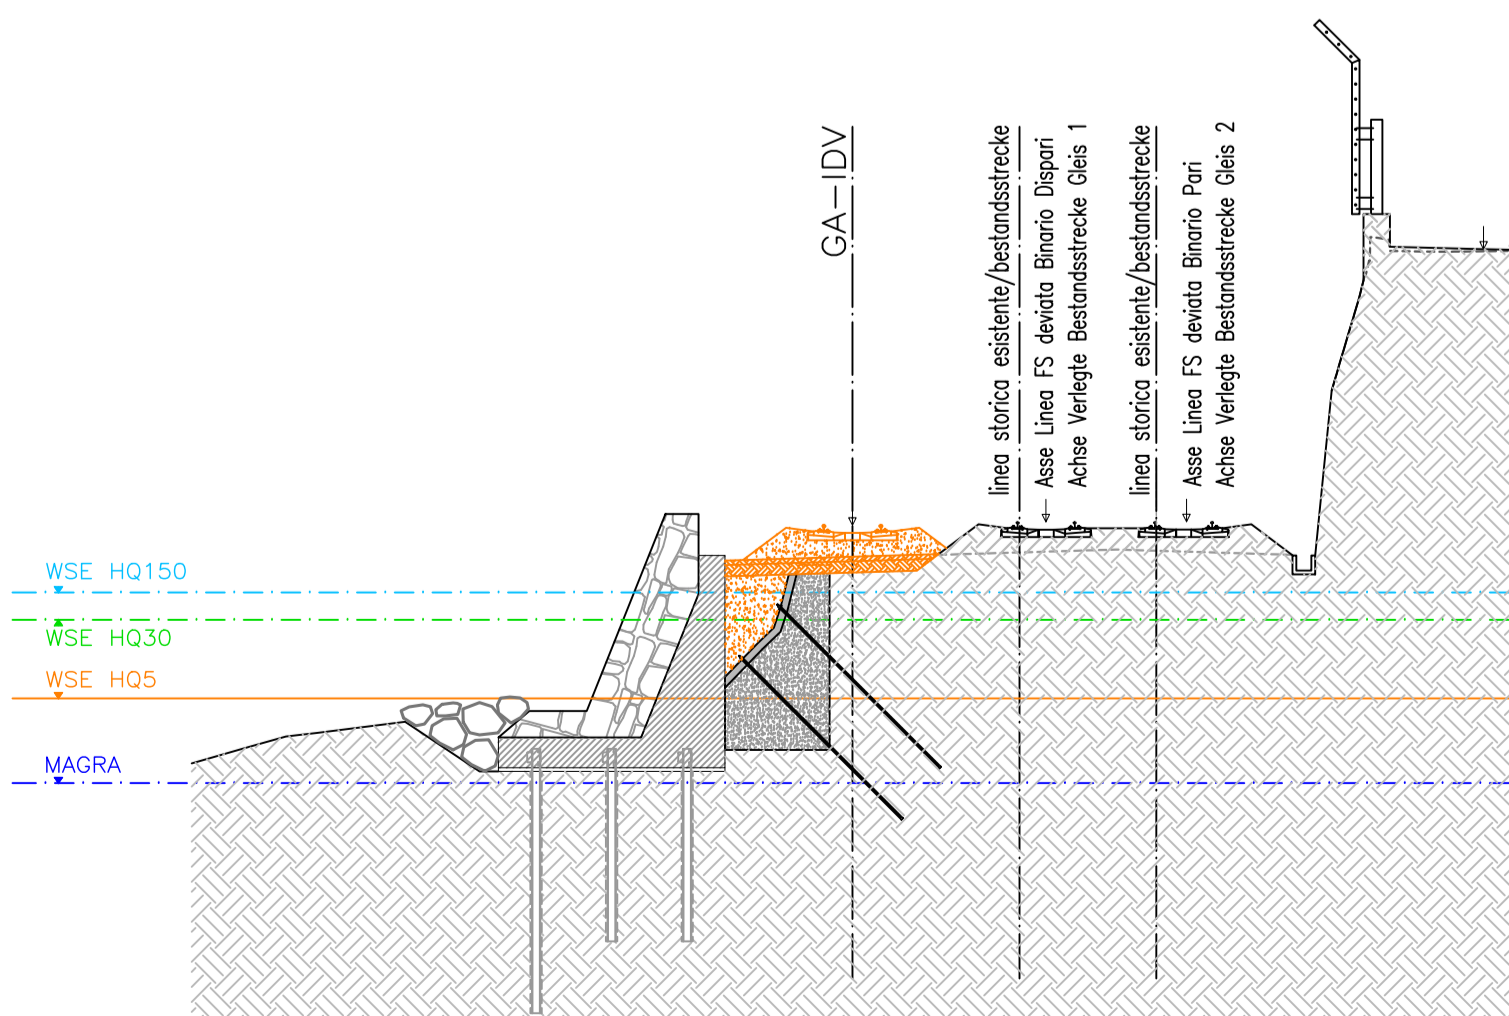 GA-IDV
linea storica esistente/bestandsstrecke
Asse Linea FS deviata Binario Dispari
Achse Verlegte Bestandsstrecke Gleis 1
linea storica esistente/bestandsstrecke
Asse Linea FS deviata Binario Pari
Achse Verlegte Bestandsstrecke Gleis 2
WSE HQ150
WSE HQ30
WSE HQ5
MAGRA